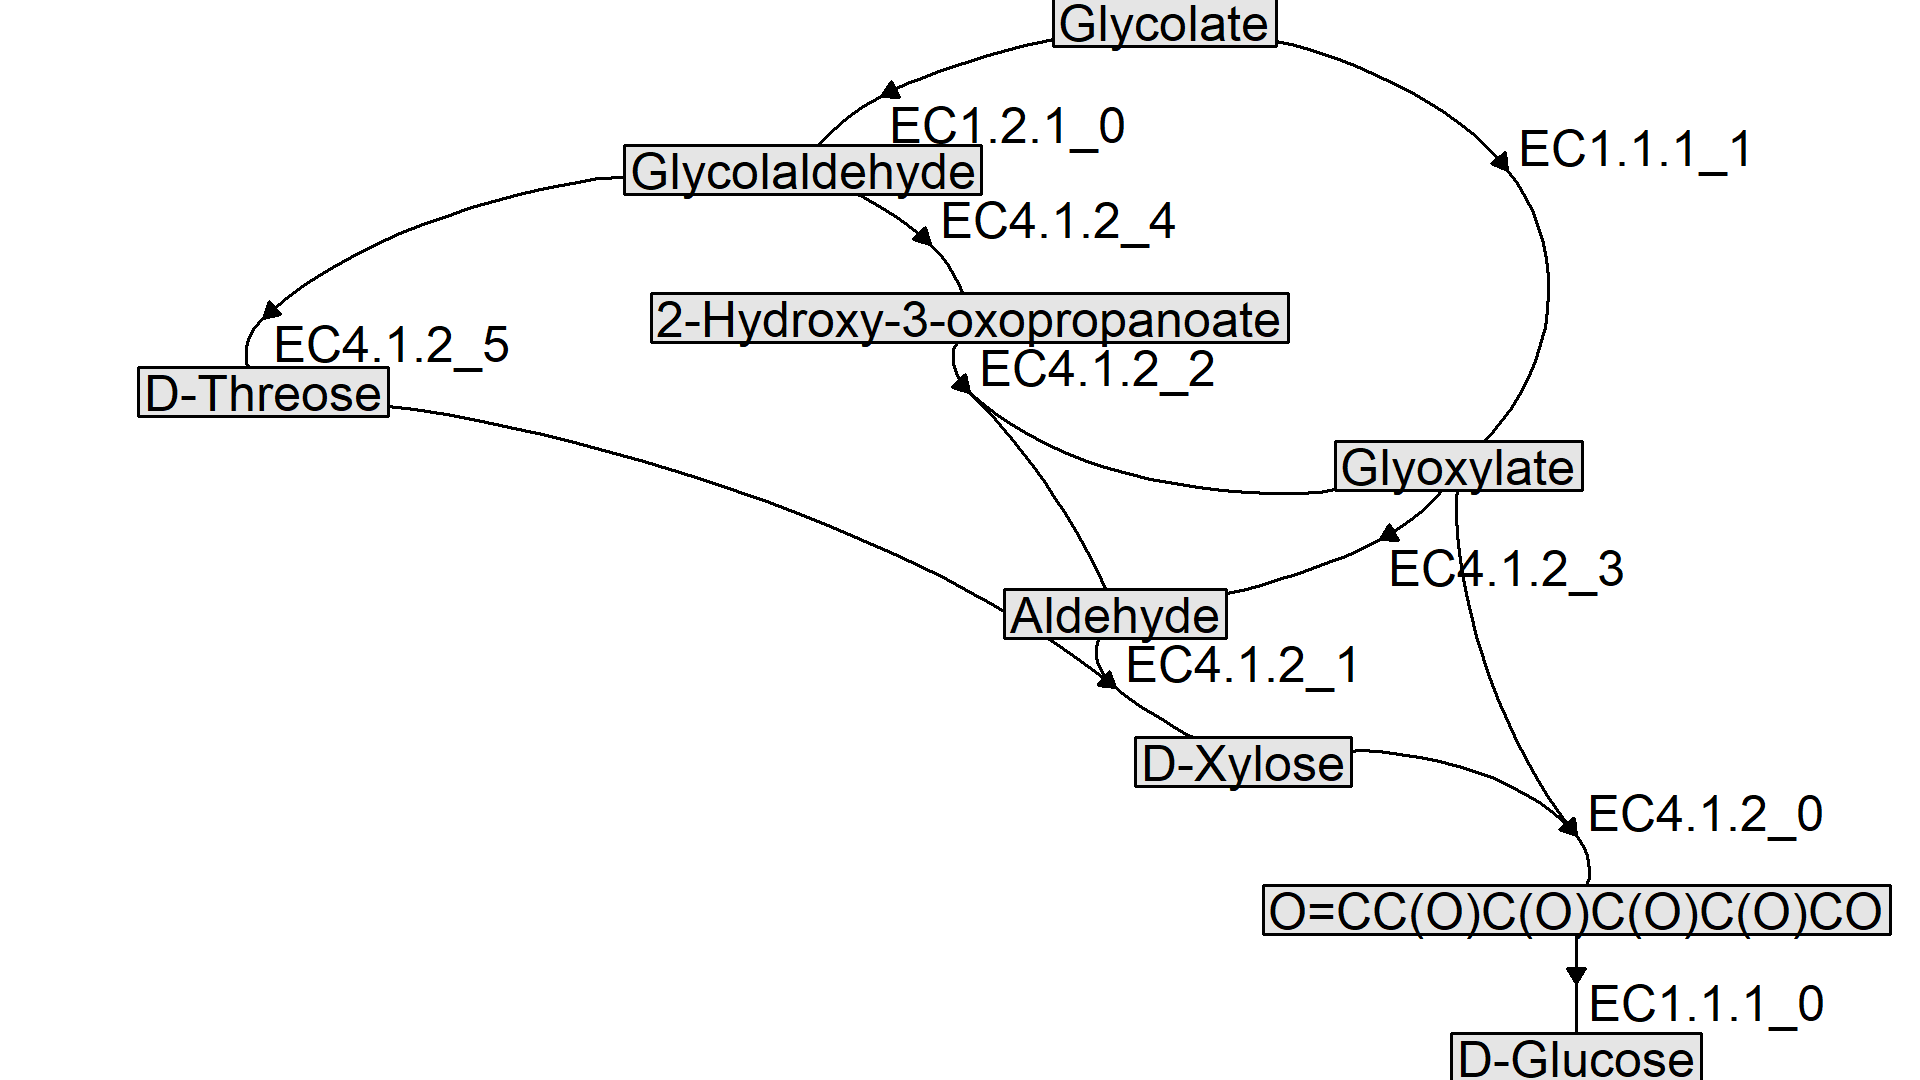 Glycolate
EC1.2.1_0
EC1.1.1_1
Glycolaldehyde
EC4.1.2_4
2-Hydroxy-3-oxopropanoate
EC4.1.2_5
EC4.1.2_2
D-Threose
Glyoxylate
EC4.1.2_3
Aldehyde
EC4.1.2_1
D-Xylose
EC4.1.2_0
O=CC(O)C(O)C(O)C(O)CO
EC1.1.1_0
D-Glucose